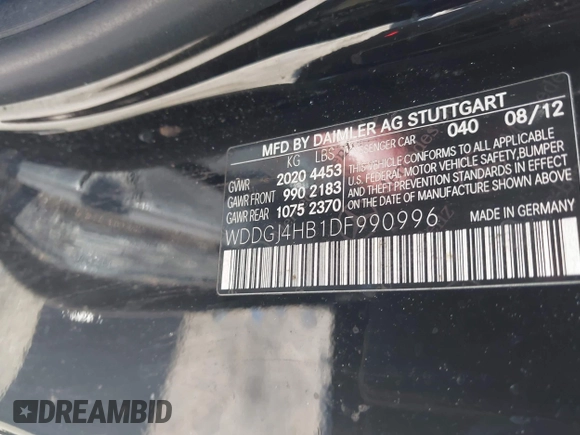 MFD BY DAIMLER AG STUTTGART
040 08/12
KG LBS PASSENGER CAR
GVWR 2020 4453 THIS VEHICLE CONFORMS TO ALL APPLICABLE
GAWR FRONT 990 2183 U.S. FEDERAL MOTOR VEHICLE SAFETY, BUMPER
GAWR REAR 1075 2370 AND THEFT PREVENTION STANDARDS IN EFFECT
ON THE DATE OF MANUFACTURE SHOWN ABOVE.
WDDGJ4HB1DF990996 MADE IN GERMANY
DREAMBID